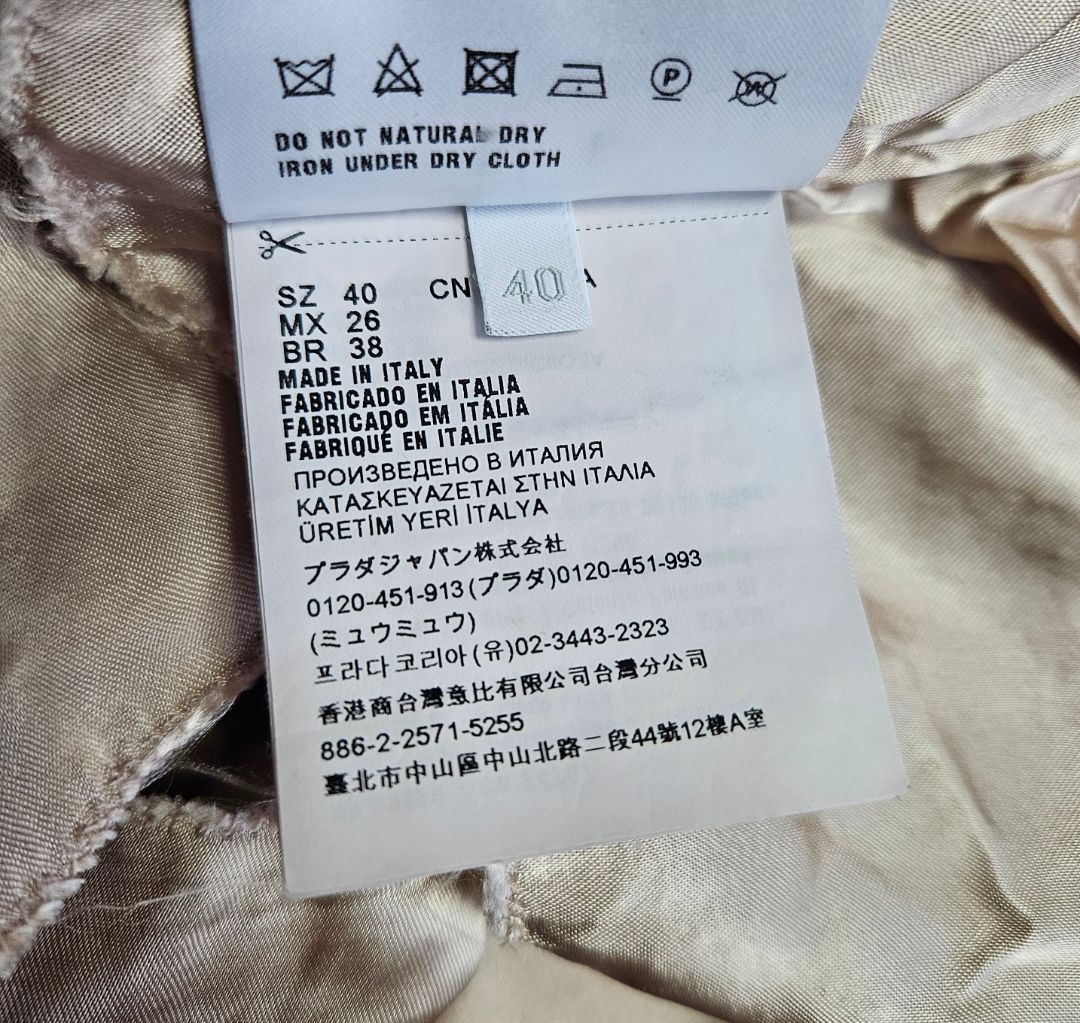 DO NOT NATURAL DRY
IRON UNDER DRY CLOTH
SZ 40 CN
40
MX 26
BR 38
MADE IN ITALY
FABRICADO EN ITALIA
FABRICADO EM ITÁLIA
FABRIQUÉ EN ITALIE
ПРОИЗВЕДЕНО В ИТАЛИЯ
ΚΑΤΑΣΚΕΥΑΖΕΤΑΙ ΣΤΗΝ ΙΤΑΛΙΑ
ÜRETİM YERİ İTALYA
プラダジャパン株式会社
0120-451-913(プラダ)0120-451-993
(ミュウミュウ)
프라다코리아(유)02-3443-2323
香港商台灣意比有限公司台灣分公司
886-2-2571-5255
臺北市中山區中山北路二段44號12樓A室